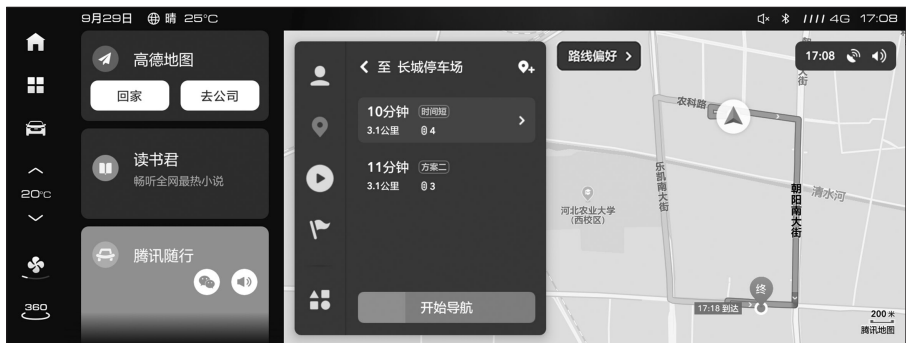 9月29日 晴 25°C
4G 17:08
高德地图
回家 去公司
读书君
畅听全网最热小说
腾讯随行
20°C
360
至 长城停车场
10分钟 时间短
3.1公里 4
11分钟 方案二
3.1公里 3
开始导航
路线偏好
17:08
街
农科路
乐凯南大街
朝阳南大街
清水河
河北农业大学
(西校区)
终
17:18 到达
200 米
腾讯地图